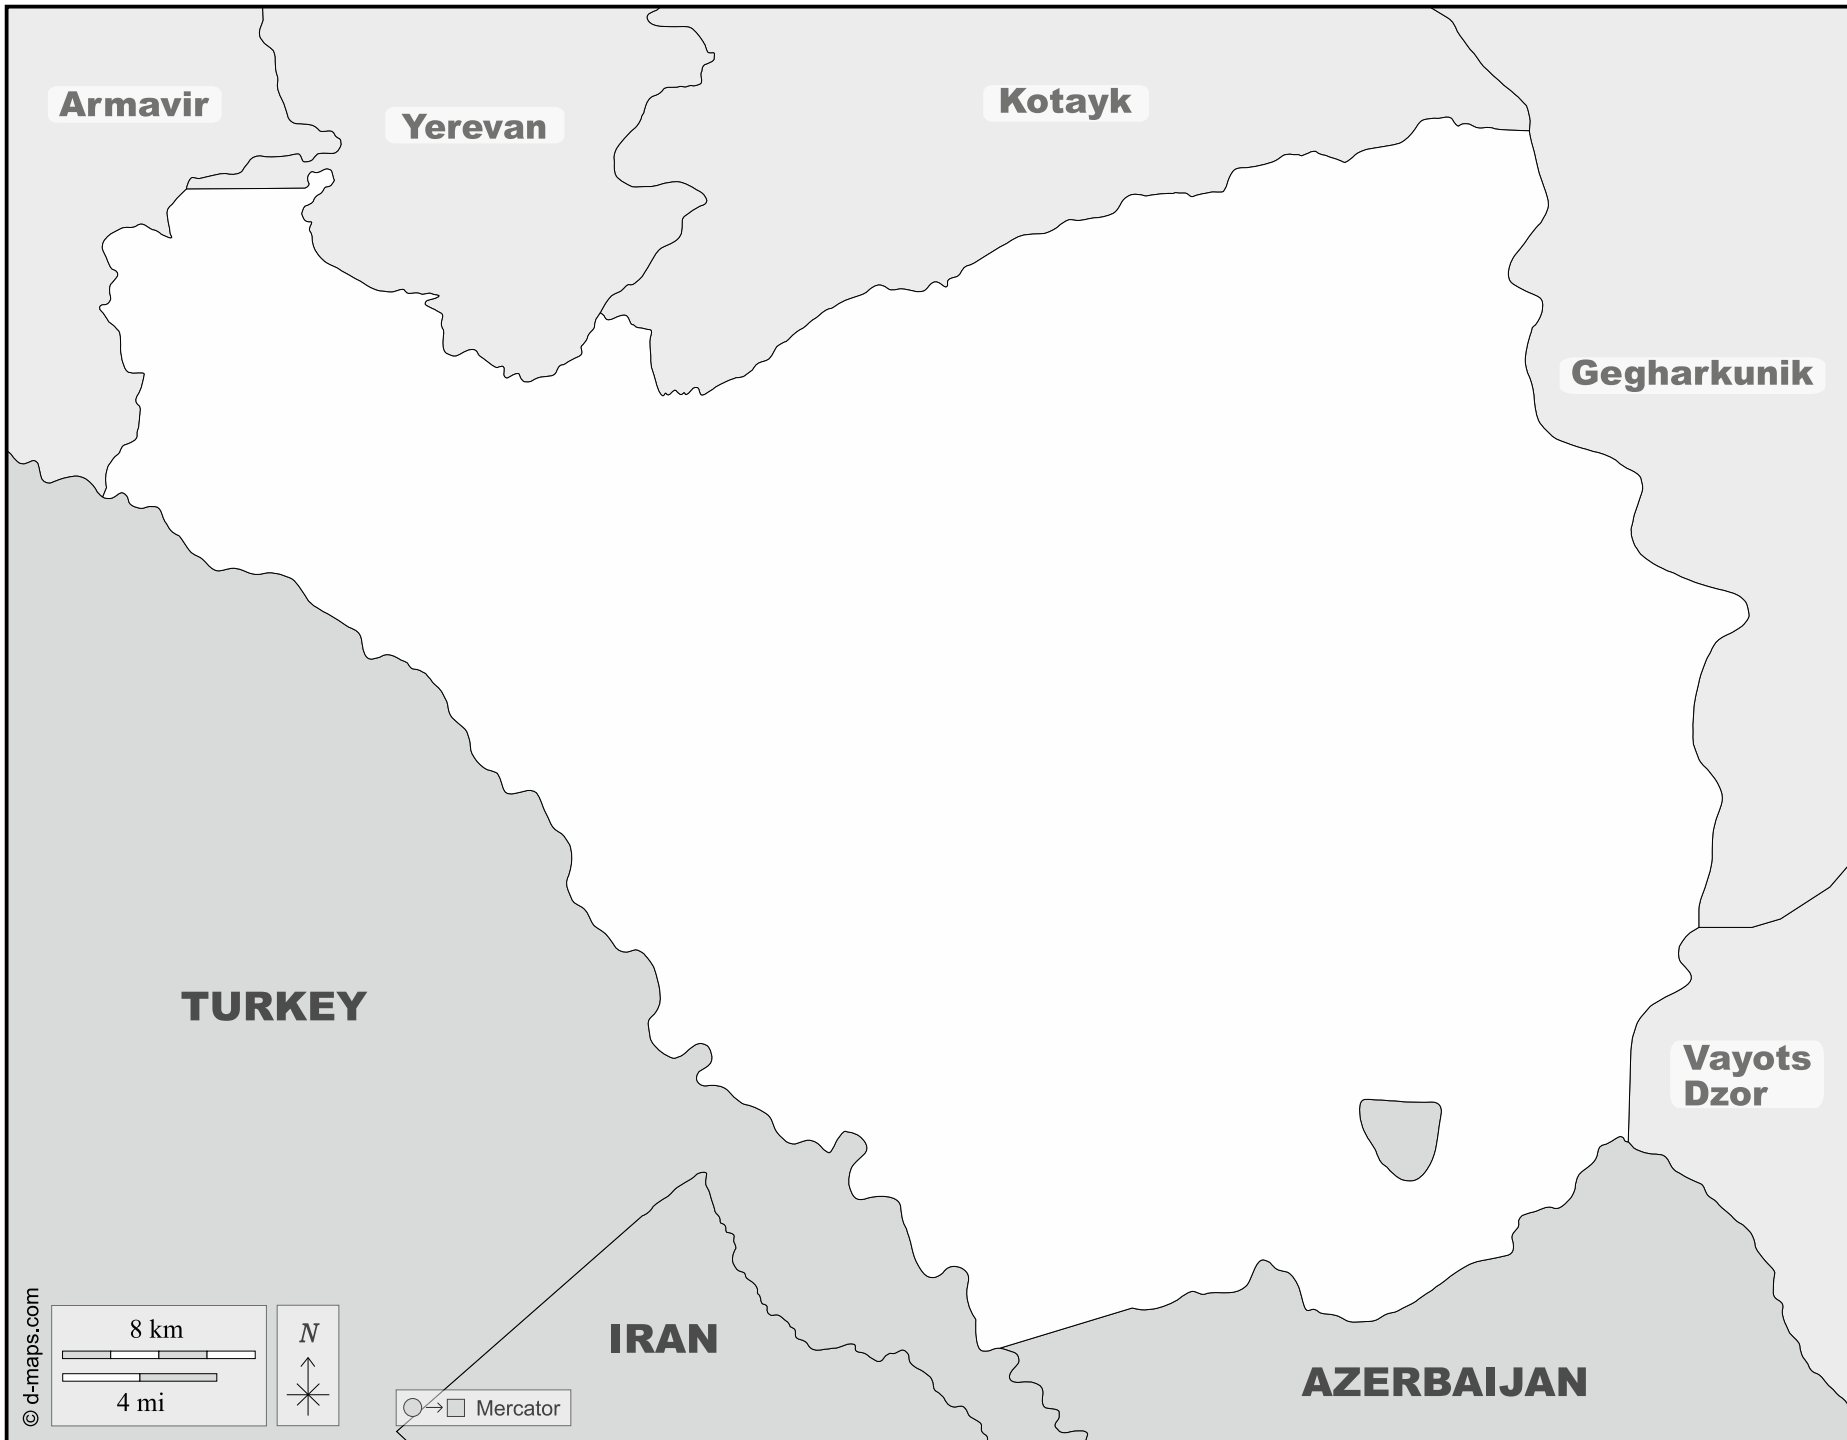 Armavir
Yerevan
Kotayk
Gegharkunik
TURKEY
Vayots
Dzor
IRAN
AZERBAIJAN
8 km
4 mi
N
Mercator
© d-maps.com